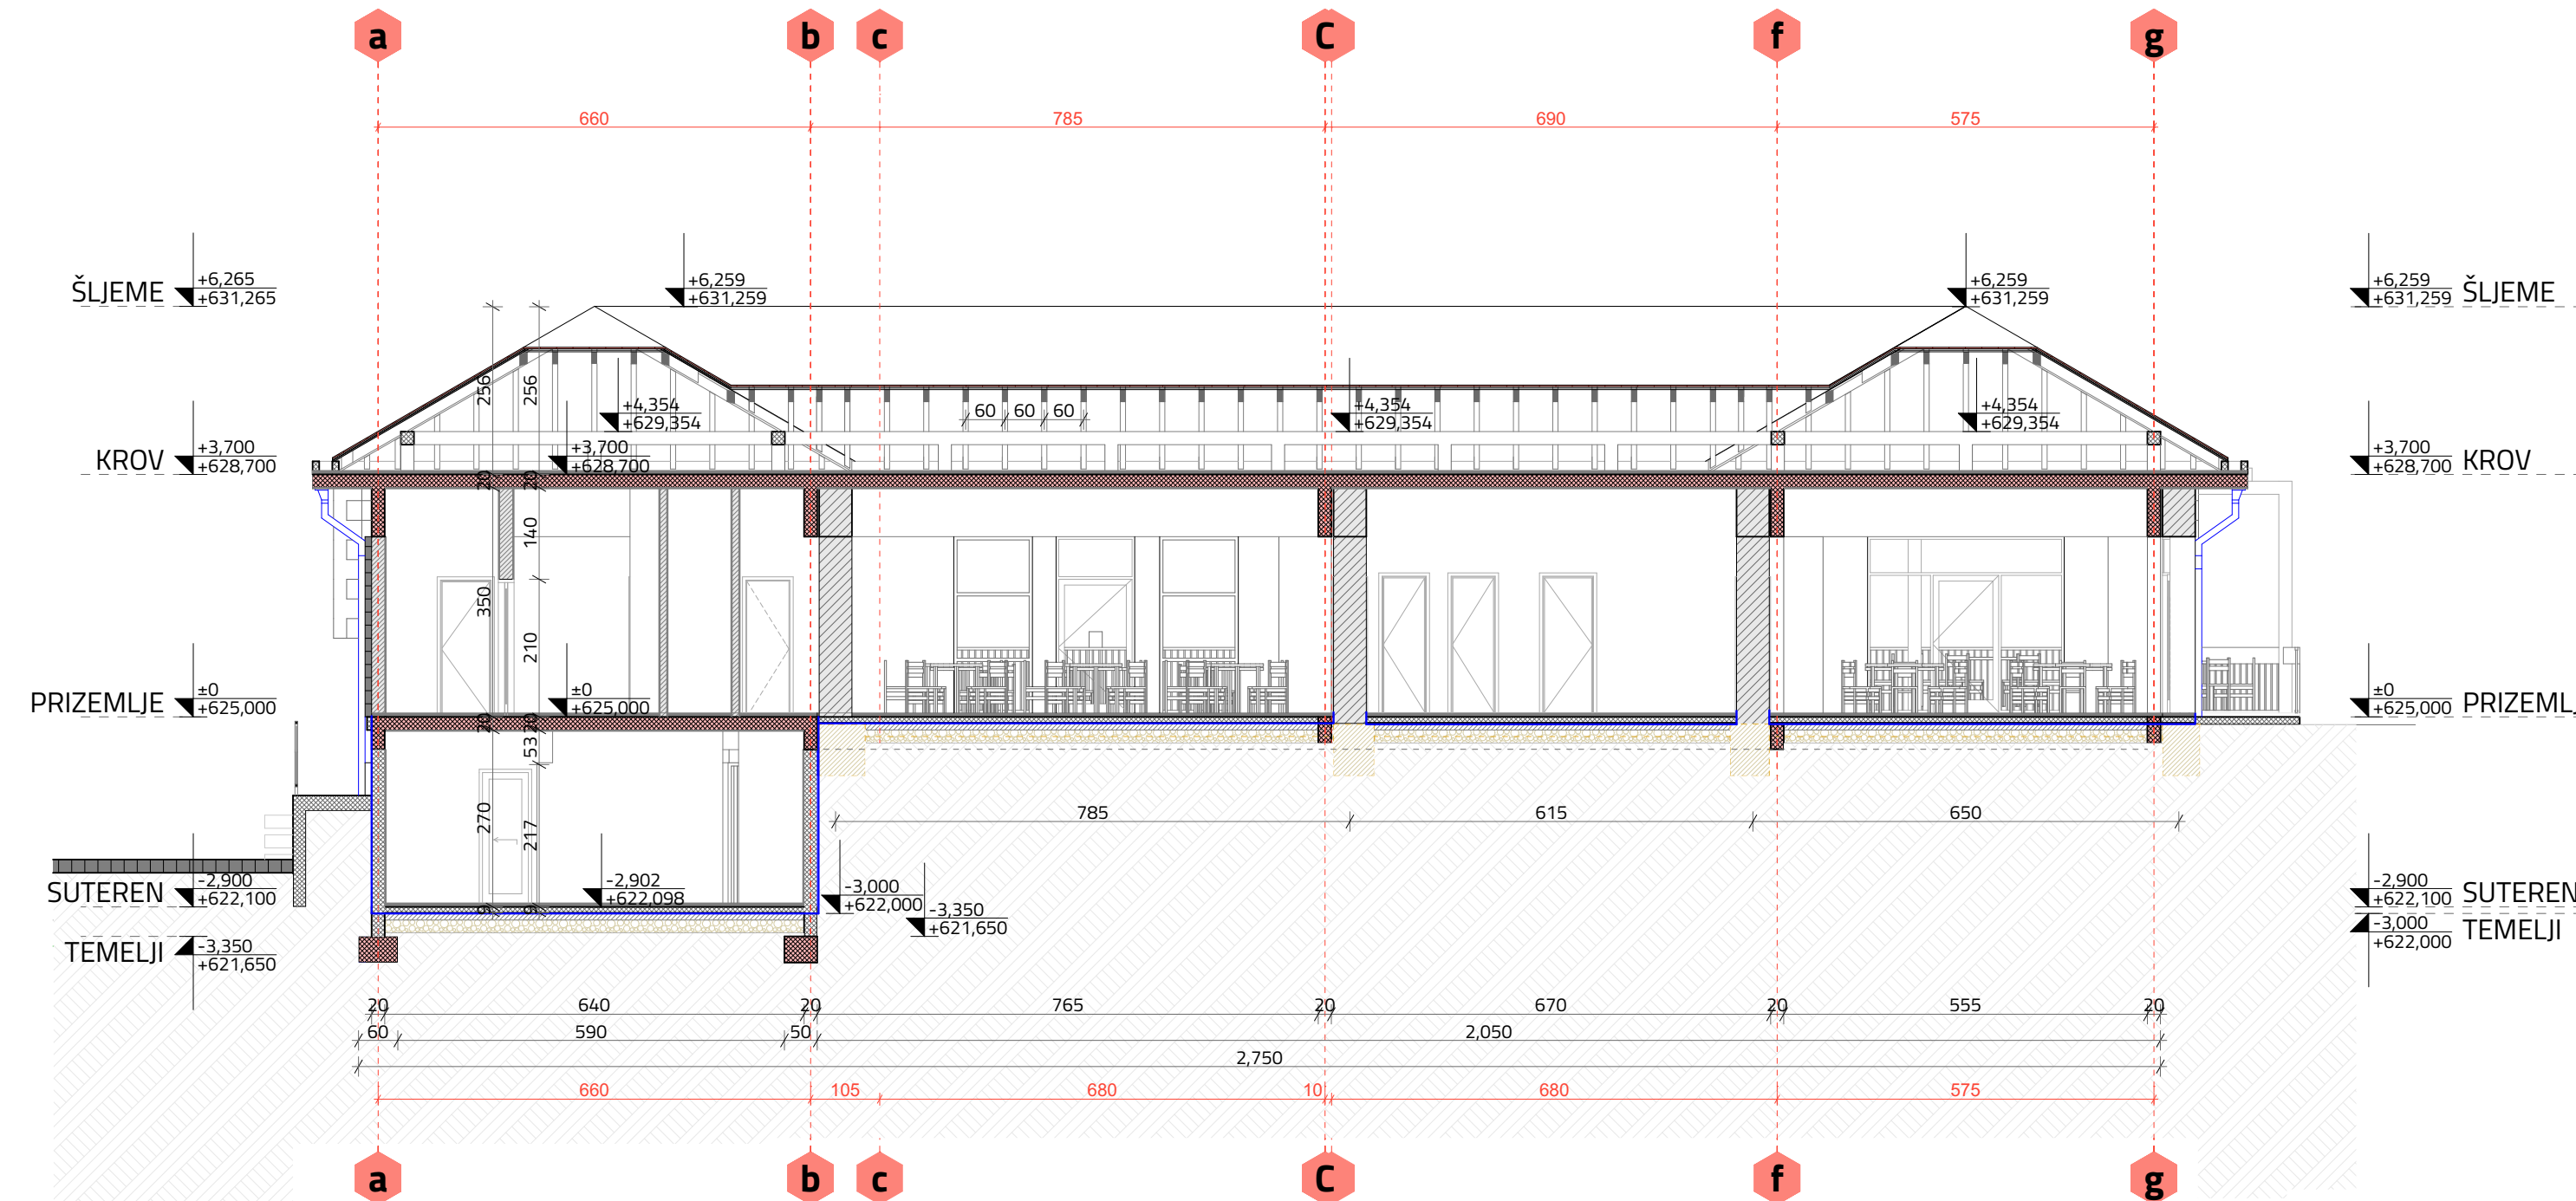 a b c C f g
660 785 690 575
ŠLJEME +6,265 +6,259 +6,259 +6,259 ŠLJEME
+631,265 +631,259 +631,259 +631,259
256 256
+4,354 +4,354 +4,354
+629,354 +629,354 +629,354
60 60 60
KROV +3,700 +3,700 +3,700 KROV
+628,700 +628,700 +628,700
20 20
140
350
210
PRIZEMLJE ±0 ±0 ±0
+625,000 +625,000 +625,000
20 20
53
270
217
785 615 650
SUTEREN -2,900 -2,902 -3,000 -2,900 SUTEREN
+622,100 +622,098 +622,000 +622,100
9 9
-3,350
+621,650
TEMELJI -3,350 -3,000 TEMELJI
+621,650 +622,000
20 640 20 765 20 670 20 555 20
60 590 50 2,050
2,750
660 105 680 10 680 575
a b c C f g